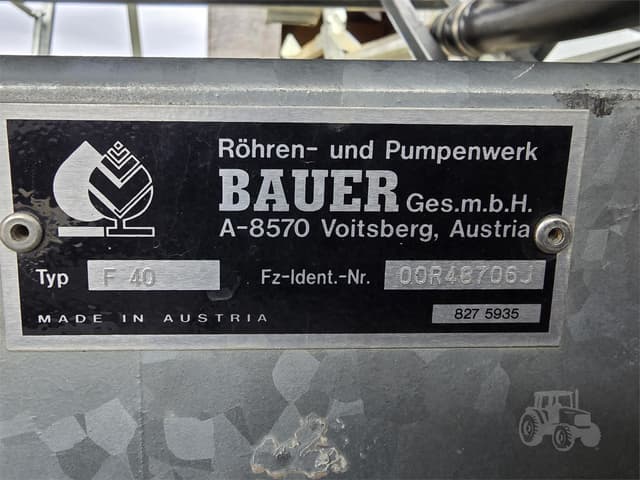 Röhren- und Pumpenwerk
BAUER Ges.m.b.H.
A-8570 Voitsberg, Austria
Typ F 40 Fz-Ident.-Nr. 00R48706J
MADE IN AUSTRIA 827 5935